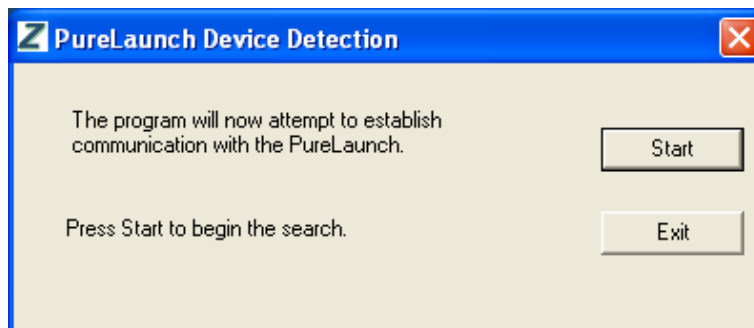 Z PureLaunch Device Detection
The program will now attempt to establish
communication with the PureLaunch.
Start
Press Start to begin the search.
Exit